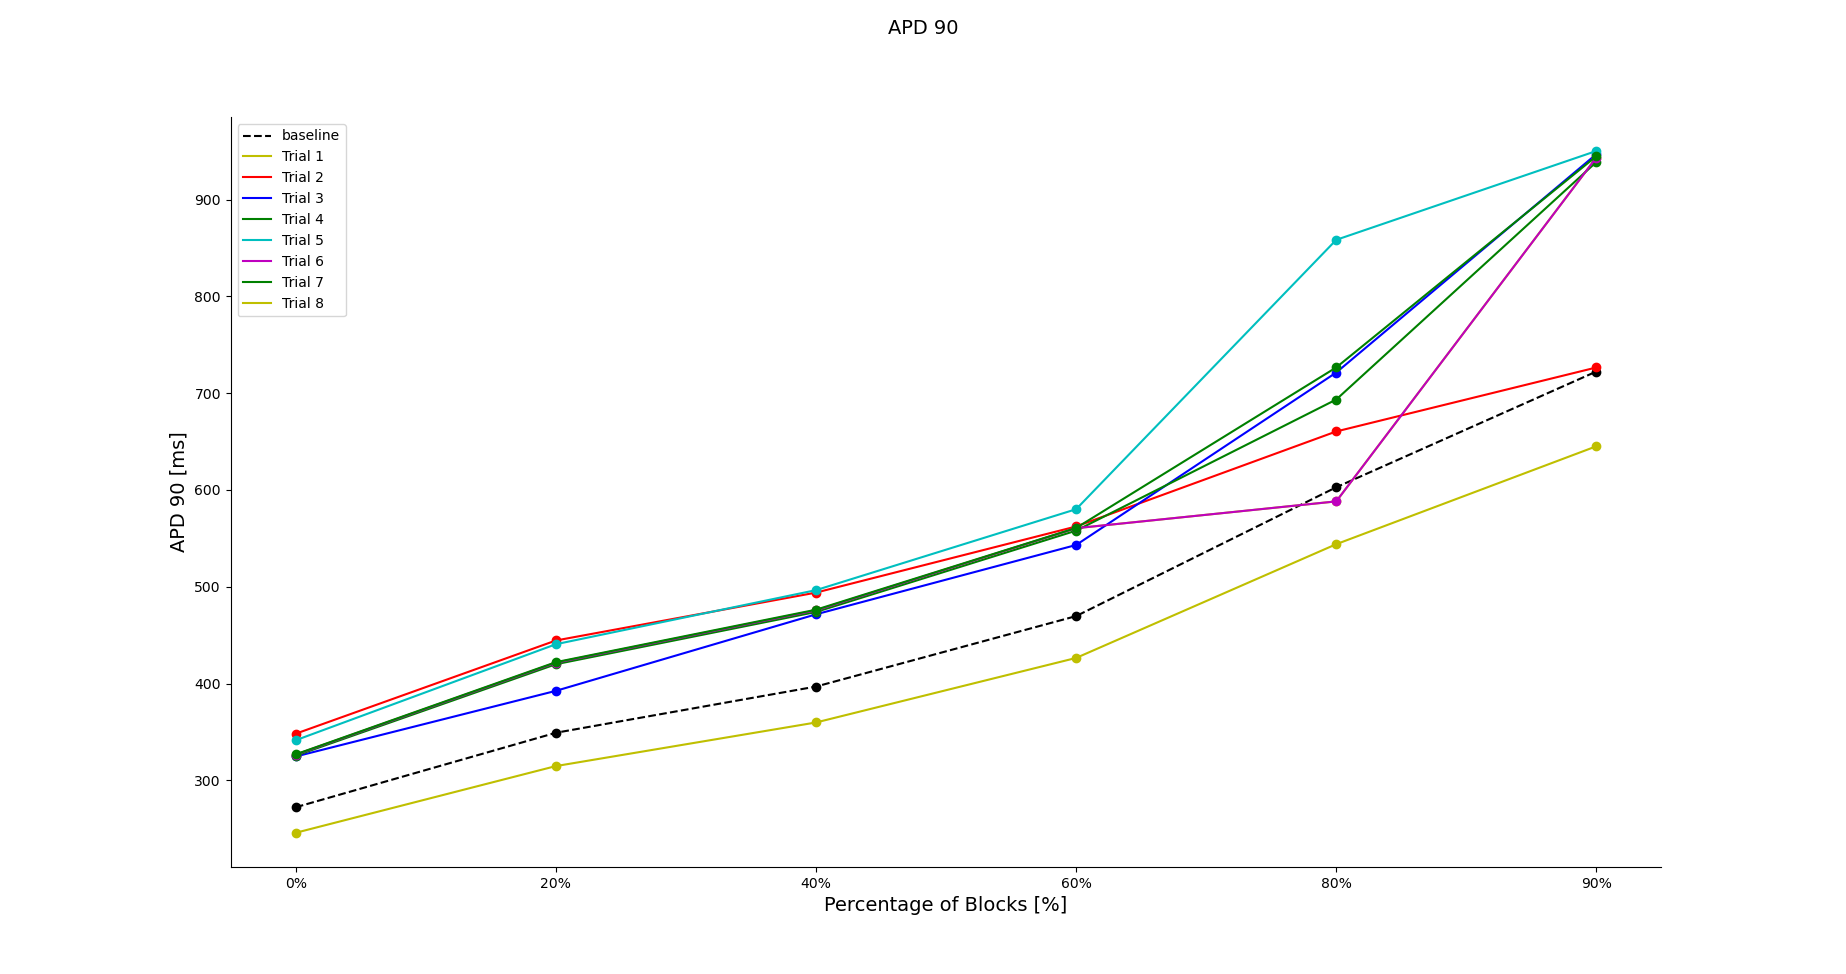 APD 90
baseline
Trial 1
Trial 2
Trial 3
Trial 4
Trial 5
Trial 6
Trial 7
Trial 8
900
800
700
600
500
400
300
APD 90 [ms]
0% 20% 40% 60% 80% 90%
Percentage of Blocks [%]